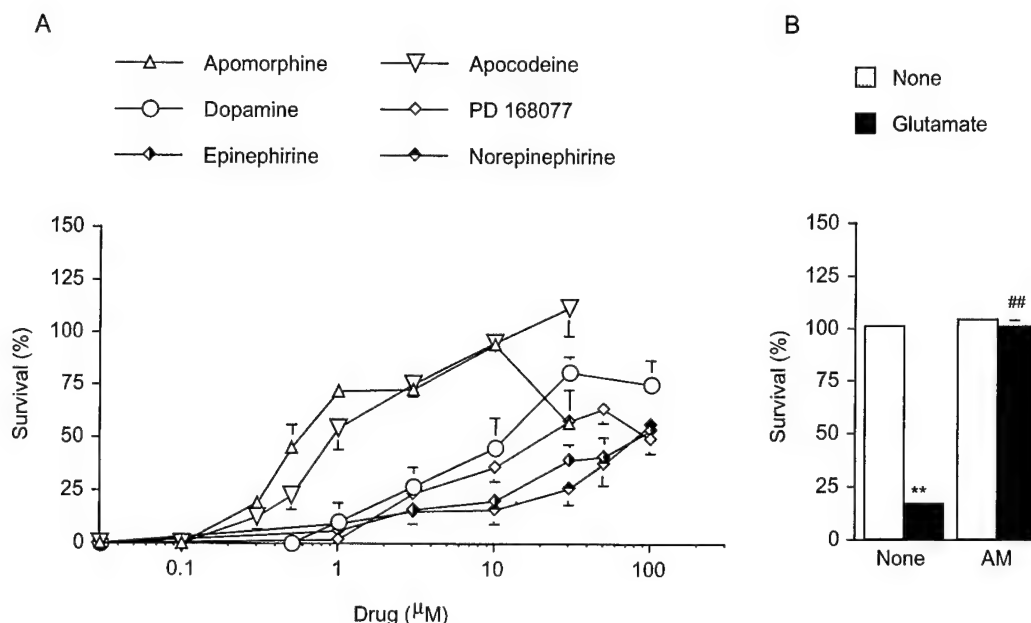 A
B
Apomorphine
Apocodeine
Dopamine
PD 168077
Epinephirine
Norepinephirine
None
Glutamate
150
125
100
75
50
25
0
Survival (%)
0.1
1
10
100
Drug (µM)
150
125
100
75
50
25
0
Survival (%)
**
##
None
AM